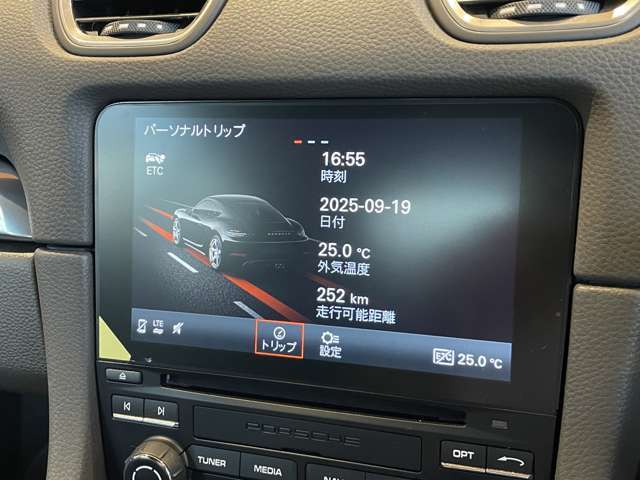 パーソナルトリップ
ETC
16:55
時刻
2025-09-19
日付
25.0 °C
外気温度
252 km
走行可能距離
LTE
トリップ
設定
25.0 °C
PORSCHE
OPT
TUNER
MEDIA